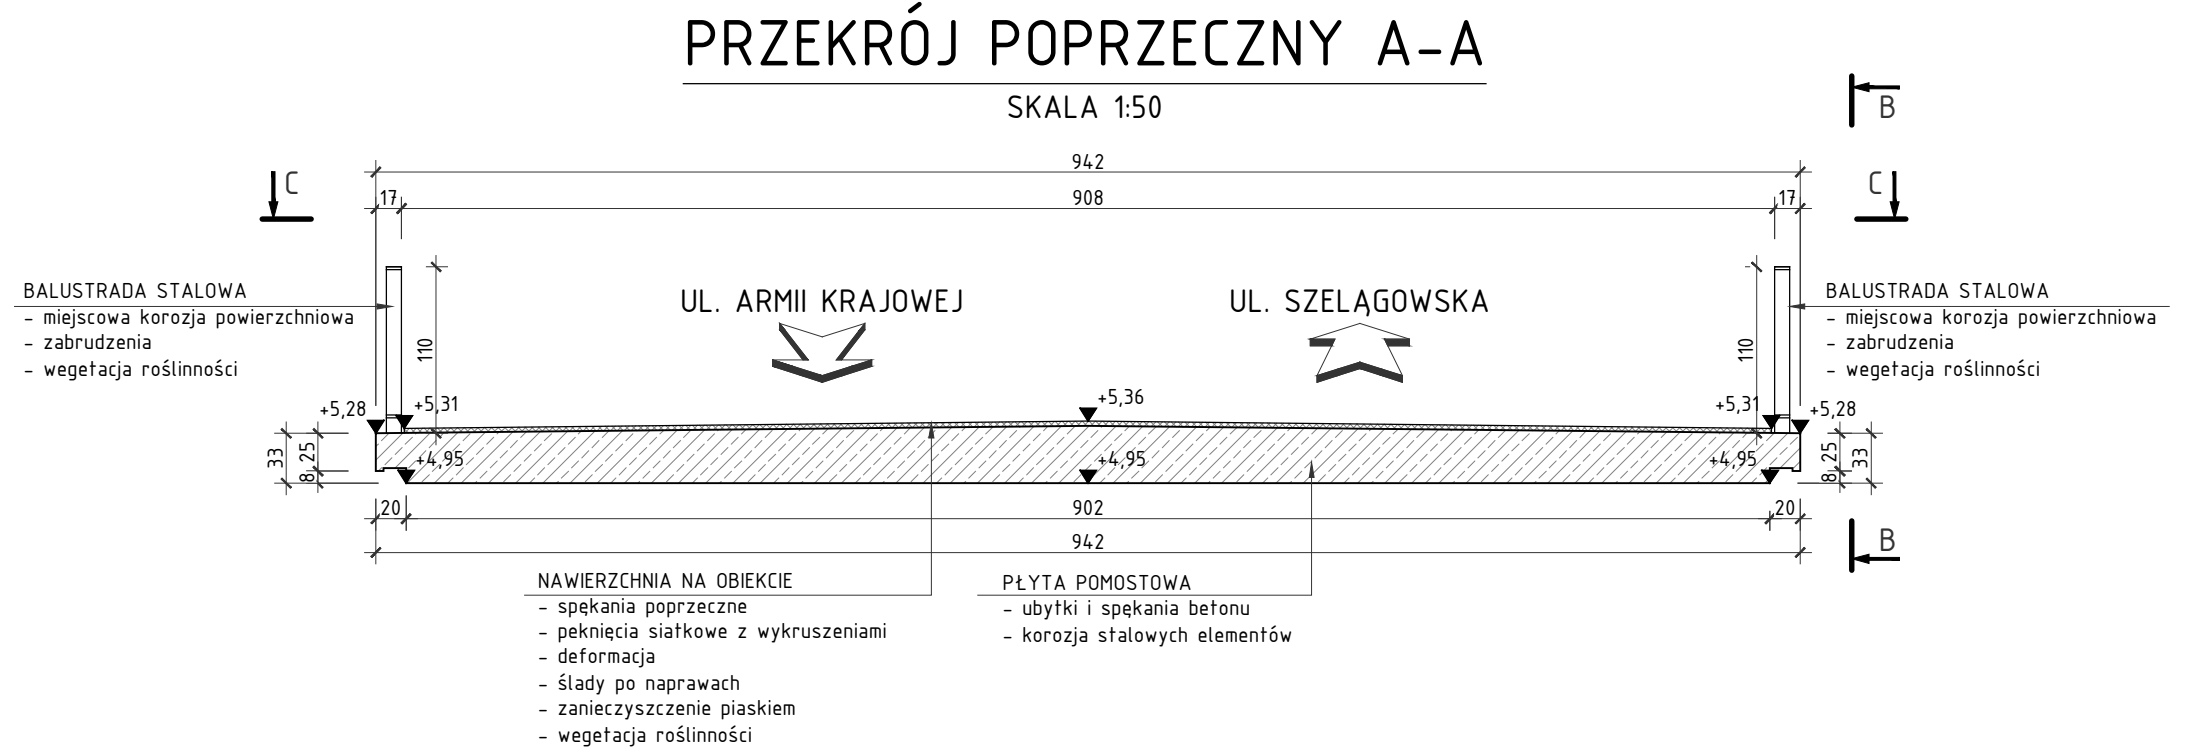 PRZEKRÓJ POPRZECZNY A-A
SKALA 1:50
B
942
C
17
908
17
C
BALUSTRADA STALOWA
- miejscowa korozja powierzchniowa
- zabrudzenia
- wegetacja roślinności
110
UL. ARMII KRAJOWEJ
UL. SZELĄGOWSKA
110
BALUSTRADA STALOWA
- miejscowa korozja powierzchniowa
- zabrudzenia
- wegetacja roślinności
+5,28
+5,31
+5,36
+5,31
+5,28
33
25
8
+4,95
+4,95
+4,95
25
8
33
20
902
20
942
B
NAWIERZCHNIA NA OBIEKCIE
- spękania poprzeczne
- peknięcia siatkowe z wykruszeniami
- deformacja
- ślady po naprawach
- zanieczyszczenie piaskiem
- wegetacja roślinności
PŁYTA POMOSTOWA
- ubytki i spękania betonu
- korozja stalowych elementów